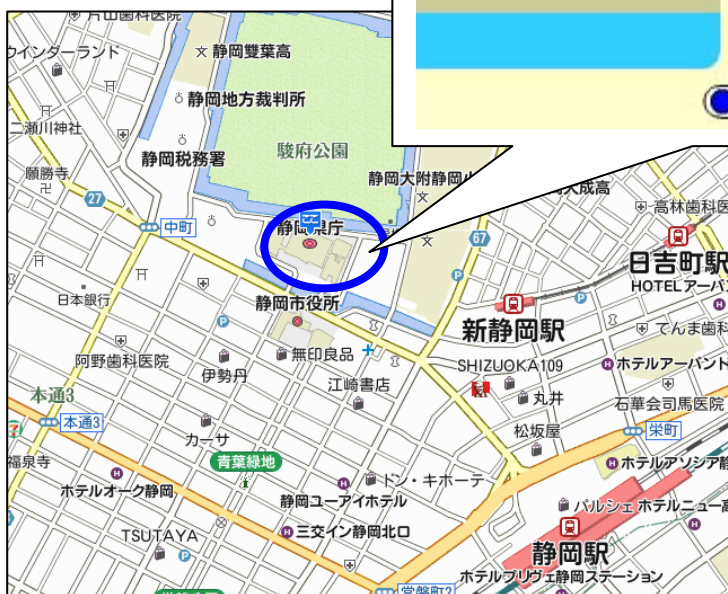 片山歯科医院
ウインダーランド
静岡雙葉高
静岡地方裁判所
二瀬川神社
静岡税務署
駿府公園
願勝寺
静岡大附静岡小
大成高
27
中町
静岡県庁
高林歯科医
67
日吉町駅
HOTELアーバン
日本銀行
静岡市役所
新静岡駅
てんま歯科
阿野歯科医院
無印良品
SHIZUOKA109
ホテルアーバント
伊勢丹
江崎書店
丸井
石華会司馬医院
本通3
本通3
カーサ
松坂屋
栄町
福泉寺
青葉緑地
ホテルアソシア静
ドン・キホーテ
ホテルオーク静岡
静岡ユーアイホテル
パルシェ
ホテルニュー高
TSUTAYA
三交イン静岡北口
静岡駅
ホテルプリヴェ静岡ステーション
常磐町2